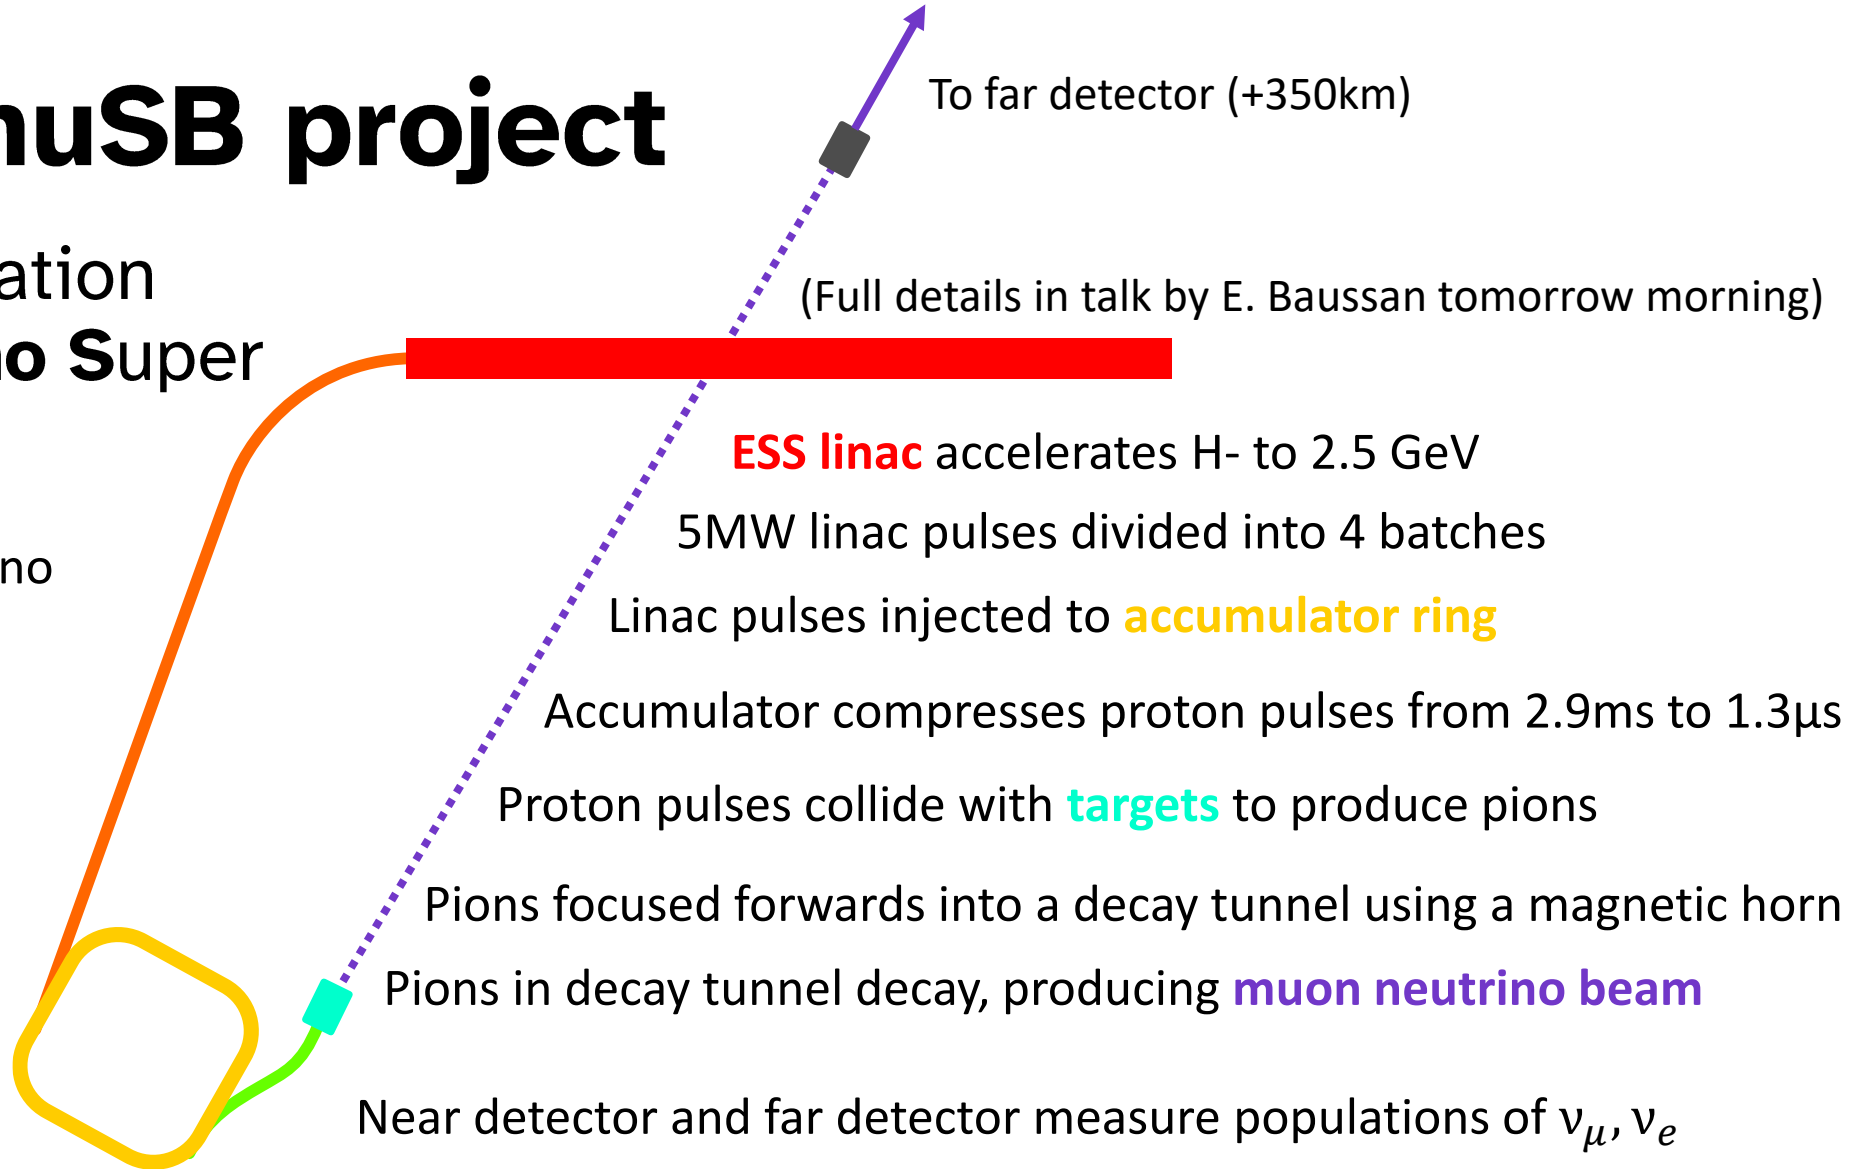 nuSB project
To far detector (+350km)
ation
(Full details in talk by E. Baussan tomorrow morning)
no Super
ESS linac accelerates H- to 2.5 GeV
5MW linac pulses divided into 4 batches
no
Linac pulses injected to accumulator ring
Accumulator compresses proton pulses from 2.9ms to 1.3µs
Proton pulses collide with targets to produce pions
Pions focused forwards into a decay tunnel using a magnetic horn
Pions in decay tunnel decay, producing muon neutrino beam
Near detector and far detector measure populations of ν_μ, ν_e